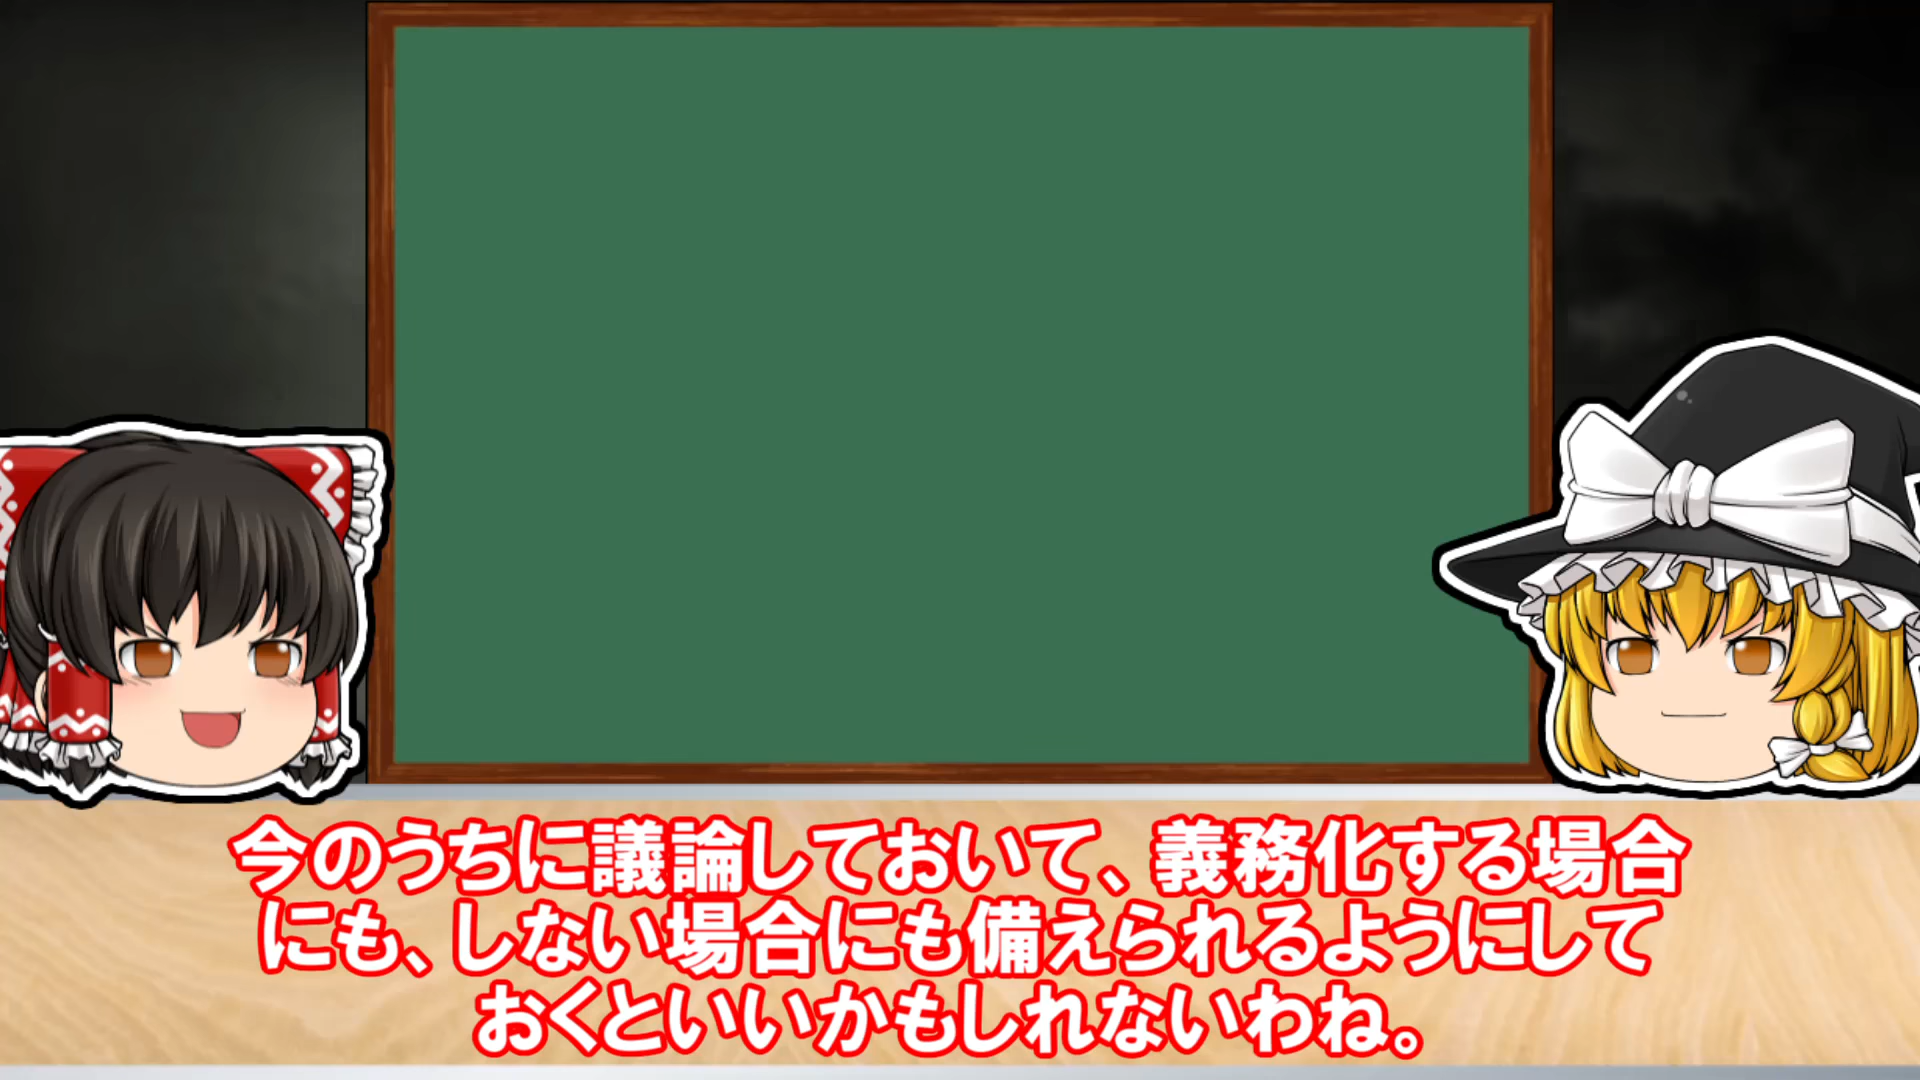 今のうちに議論しておいて、義務化する場合
にも、しない場合にも備えられるようにして
おくといいかもしれないわね。